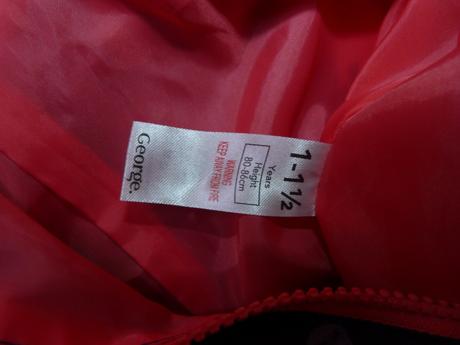 George.
WARNING
KEEP AWAY FROM FIRE
Height
80-86cm
Years
1-1½